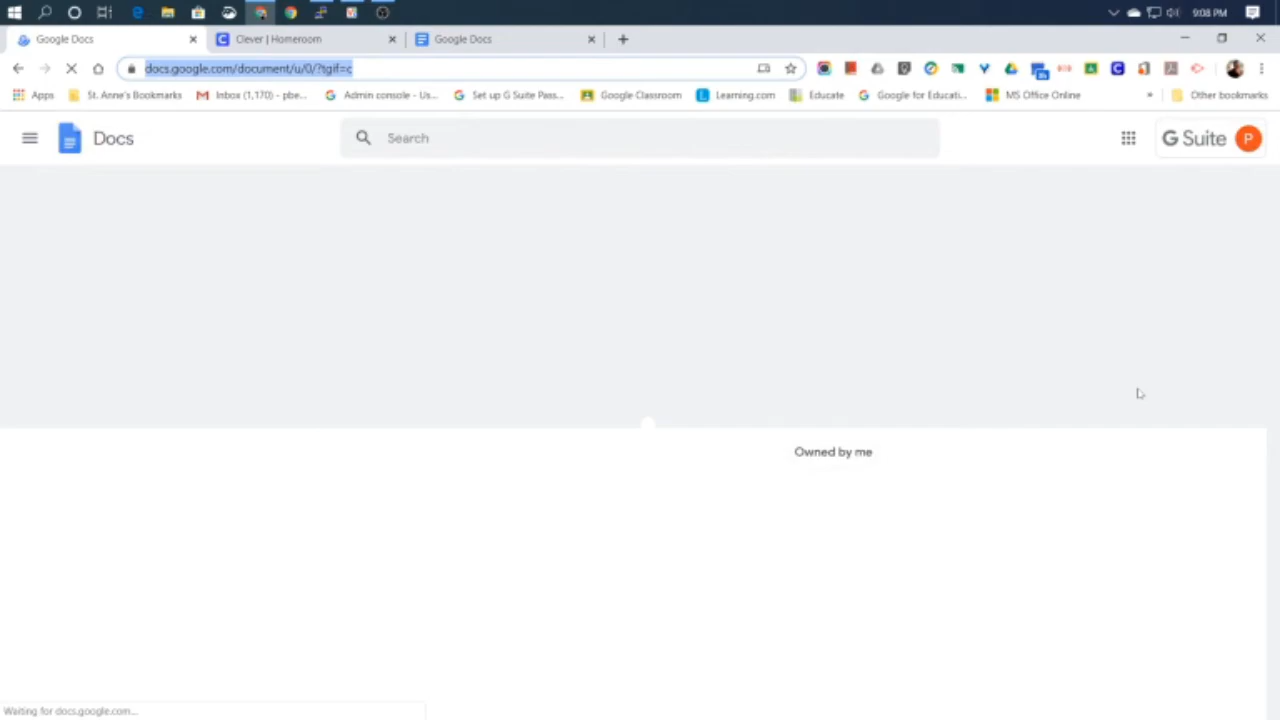 9:08 PM
Google Docs
Clever | Homeroom
Google Docs
docs.google.com/document/u/0/?tgif=c
Apps
St. Anne's Bookmarks
Inbox (1,170) - pbe...
Admin console - Us...
Set up G Suite Pass...
Google Classroom
Learning.com
Educate
Google for Educati...
MS Office Online
»
Other bookmarks
Docs
Search
G Suite
P
Owned by me
Waiting for docs.google.com...